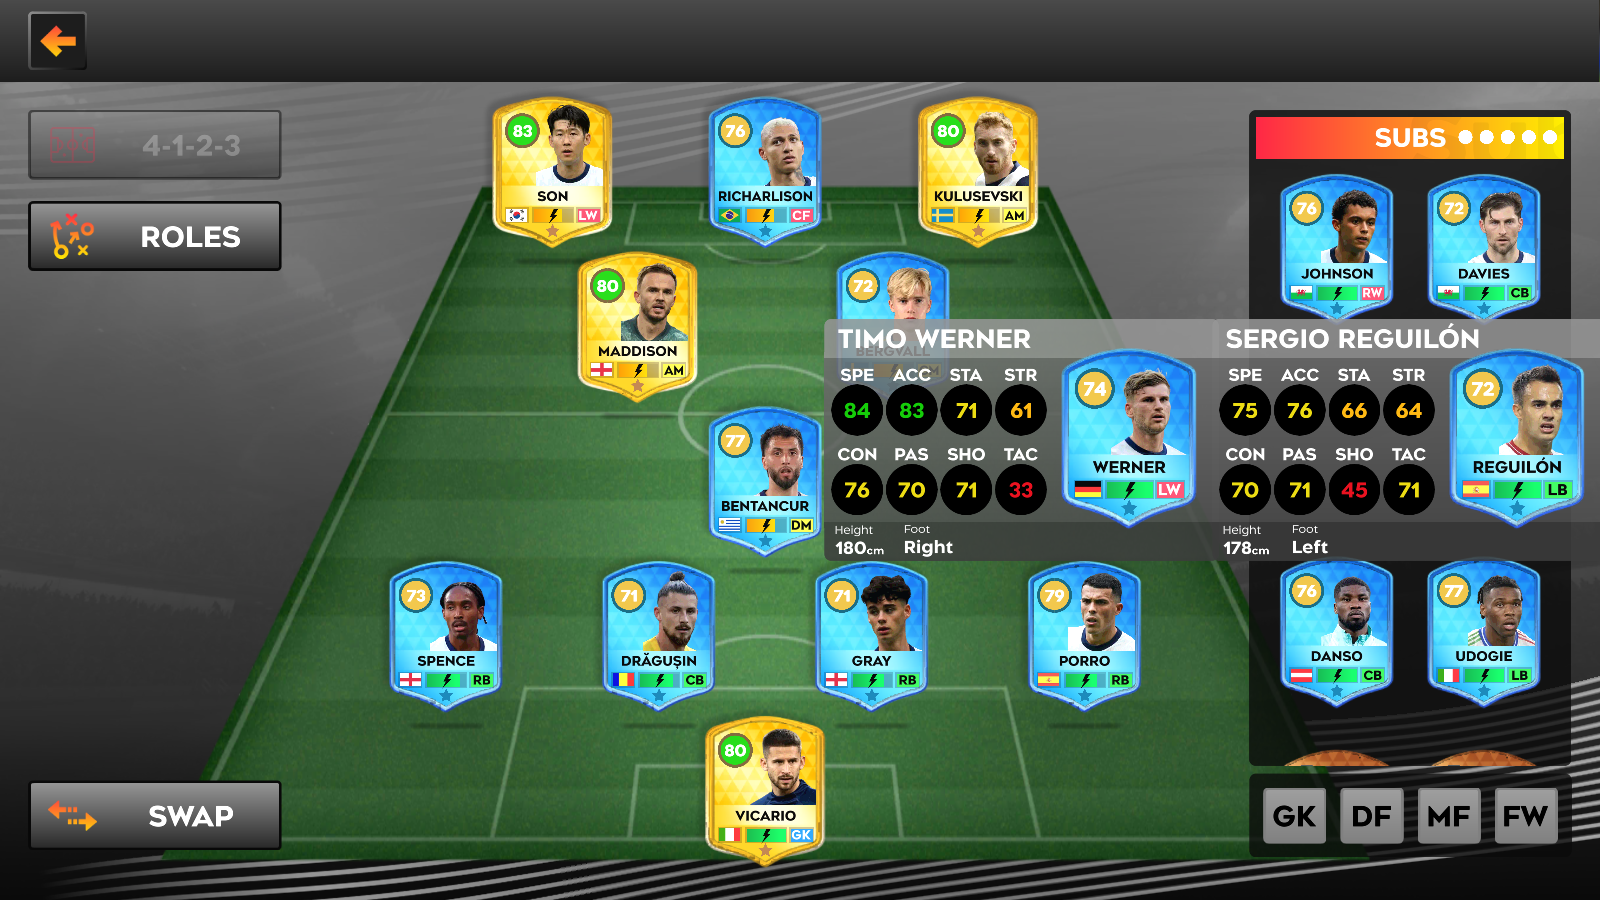 4-1-2-3
ROLES
83
SON
LW
76
RICHARLISON
CF
80
KULUSEVSKI
AM
SUBS
76
JOHNSON
RW
72
DAVIES
CB
80
MADDISON
AM
72
BERGVALL
AM
TIMO WERNER
SPE ACC STA STR
84 83 71 61
CON PAS SHO TAC
76 70 71 33
Height Foot
180cm Right
74
WERNER
LW
SERGIO REGUILÓN
SPE ACC STA STR
75 76 66 64
CON PAS SHO TAC
70 71 45 71
Height Foot
178cm Left
72
REGUILÓN
LB
77
BENTANCUR
DM
73
SPENCE
RB
71
DRĂGUȘIN
CB
71
GRAY
RB
79
PORRO
RB
76
DANSO
CB
77
UDOGIE
LB
80
VICARIO
GK
SWAP
GK DF MF FW